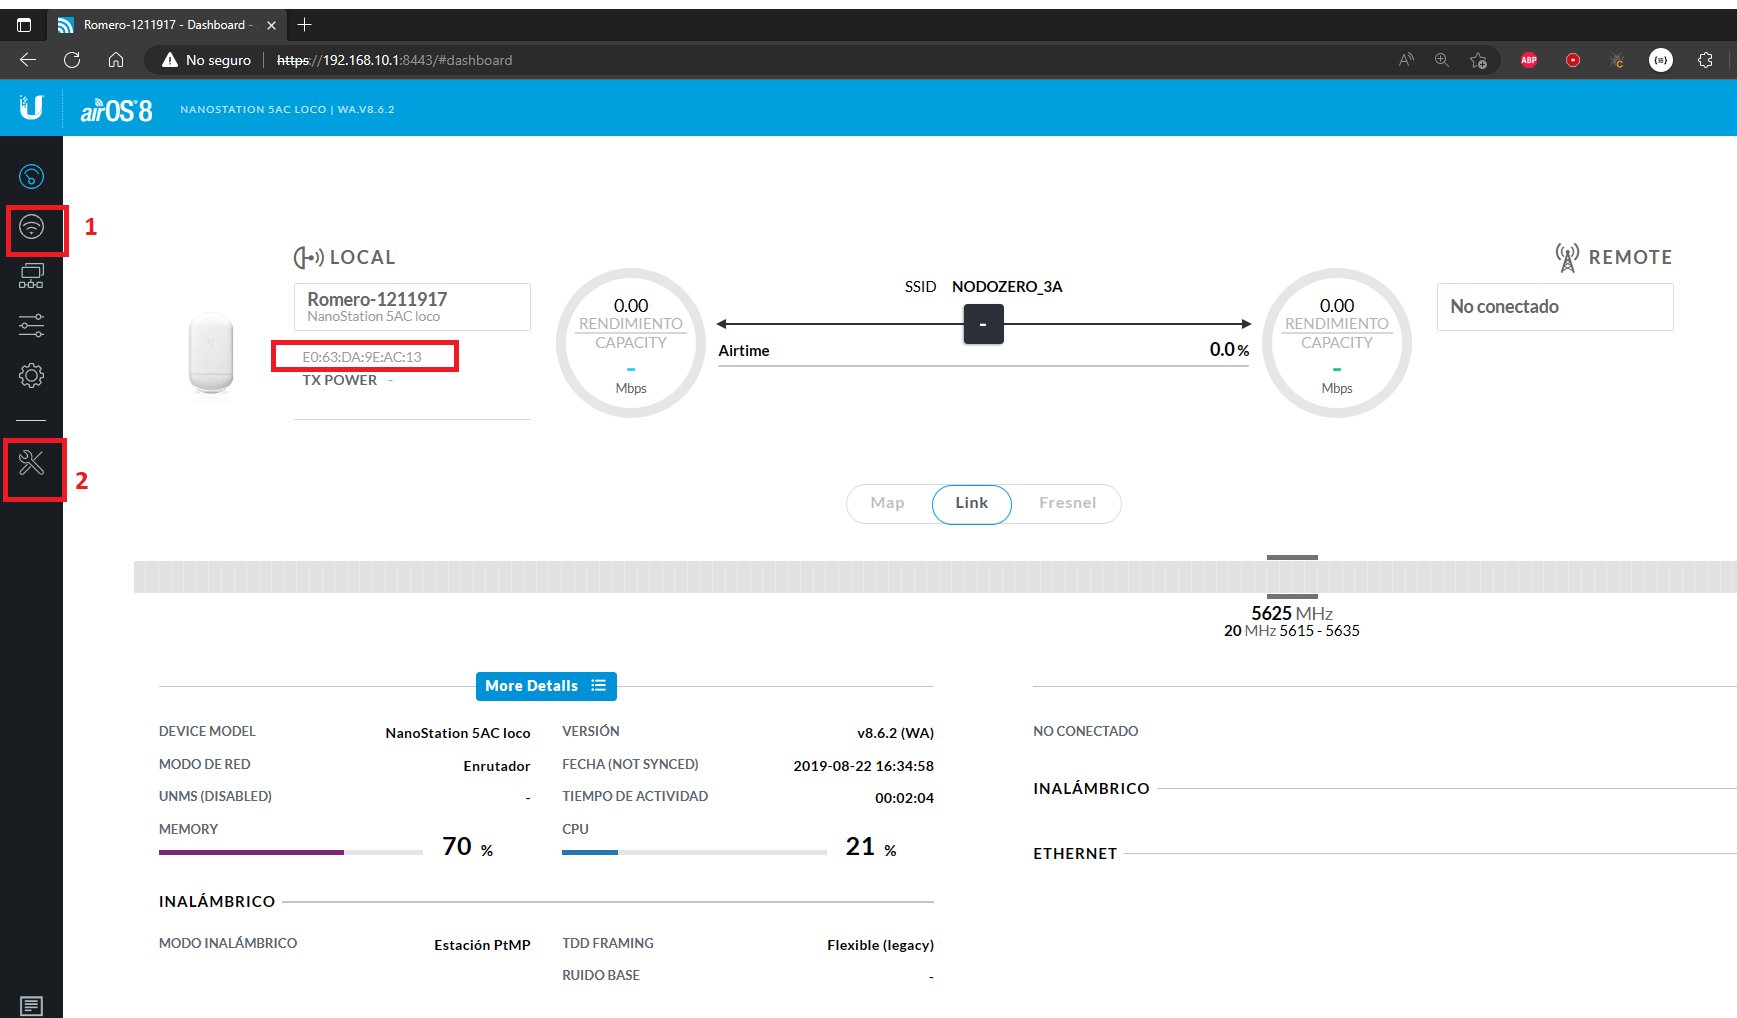 Romero-1211917 - Dashboard -
No seguro
https://192.168.10.1:8443/#dashboard
ABP
airOS 8
NANOSTATION 5AC LOCO | WA.V8.6.2
1
2
LOCAL
REMOTE
Romero-1211917
NanoStation 5AC loco
E0:63:DA:9E:AC:13
TX POWER -
0.00
RENDIMIENTO
CAPACITY
-
Mbps
SSID NODOZERO_3A
-
Airtime 0.0 %
0.00
RENDIMIENTO
CAPACITY
-
Mbps
No conectado
Map Link Fresnel
5625 MHz
20 MHz 5615 - 5635
More Details
DEVICE MODEL NanoStation 5AC loco
MODO DE RED Enrutador
UNMS (DISABLED) -
MEMORY 70 %
VERSIÓN v8.6.2 (WA)
FECHA (NOT SYNCED) 2019-08-22 16:34:58
TIEMPO DE ACTIVIDAD 00:02:04
CPU 21 %
INALÁMBRICO
MODO INALÁMBRICO Estación PtMP
TDD FRAMING Flexible (legacy)
RUIDO BASE -
NO CONECTADO
INALÁMBRICO
ETHERNET